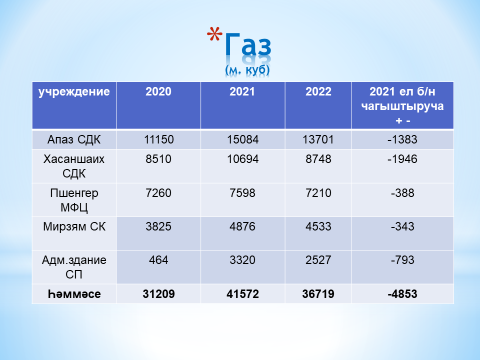 *Газ
(м. куб)
учреждение 2020 2021 2022 2021 ел б/н
чагыштыруча
+ -
Апаз СДК 11150 15084 13701 -1383
Хасаншаих 8510 10694 8748 -1946
СДК
Пшенгер 7260 7598 7210 -388
МФЦ
Мирзям СК 3825 4876 4533 -343
Адм.здание 464 3320 2527 -793
СП
Һәммәсе 31209 41572 36719 -4853